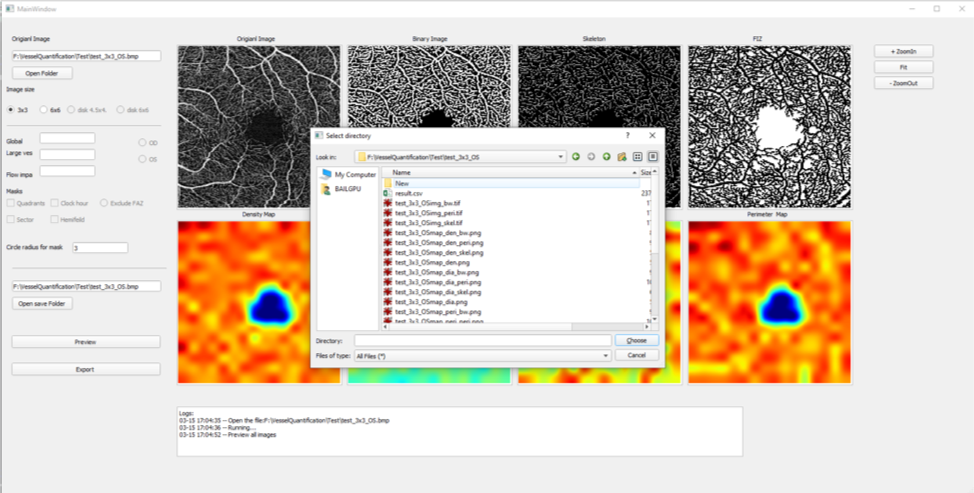 MainWindow
Origianl Image
F:\VesselQuantification\Test\test_3x3_OS.bmp
Open Folder
Image size
3x3 6x6 disk 4.5x4. disk 6x6
Global
Large ves
Flow impa
OD
OS
Masks
Quadrants Clock hour Exclude FAZ
Sector Hemifield
Circle radius for mask 3
F:\VesselQuantification\Test\test_3x3_OS.bmp
Open save Folder
Preview
Export
Origianl Image Binary Image Skeleton FIZ
+ ZoomIn
Fit
- ZoomOut
Select directory
Look in: F:\VesselQuantification\Test\test_3x3_OS
My Computer
BAILGPU
Name Size
New
result.csv 237
test_3x3_OSimg_bw.tif
test_3x3_OSimg_peri.tif
test_3x3_OSimg_skel.tif
test_3x3_OSmap_den_bw.png
test_3x3_OSmap_den_peri.png
test_3x3_OSmap_den_skel.png
test_3x3_OSmap_den.png
test_3x3_OSmap_dia_bw.png
test_3x3_OSmap_dia_peri.png
test_3x3_OSmap_dia_skel.png
test_3x3_OSmap_dia.png
test_3x3_OSmap_peri_bw.png
test_3x3_OSmap_peri_peri.png
Directory: Choose
Files of type: All Files (*) Cancel
Density Map Perimeter Map
Logs:
03-15 17:04:35 -- Open the file:F:\VesselQuantification\Test\test_3x3_OS.bmp
03-15 17:04:36 -- Running...
03-15 17:04:52 -- Preview all images